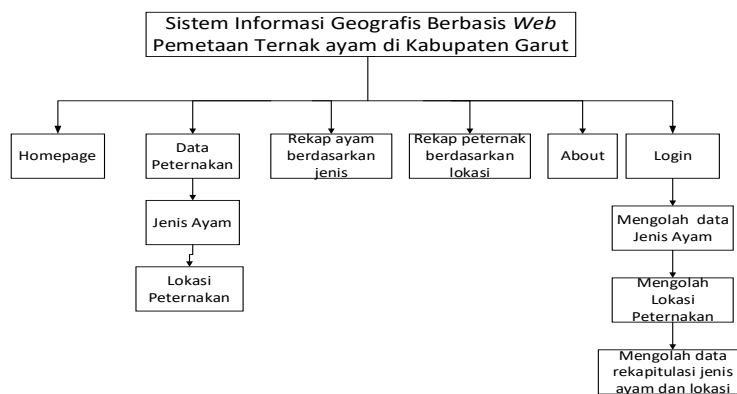 Sistem Informasi Geografis Berbasis Web
Pemetaan Ternak ayam di Kabupaten Garut
Homepage
Data
Peternakan
Rekap ayam
berdasarkan
jenis
Rekap peternak
berdasarkan
lokasi
About
Login
Jenis Ayam
Lokasi
Peternakan
Mengolah data
Jenis Ayam
Mengolah
Lokasi
Peternakan
Mengolah data
rekapitulasi jenis
ayam dan lokasi